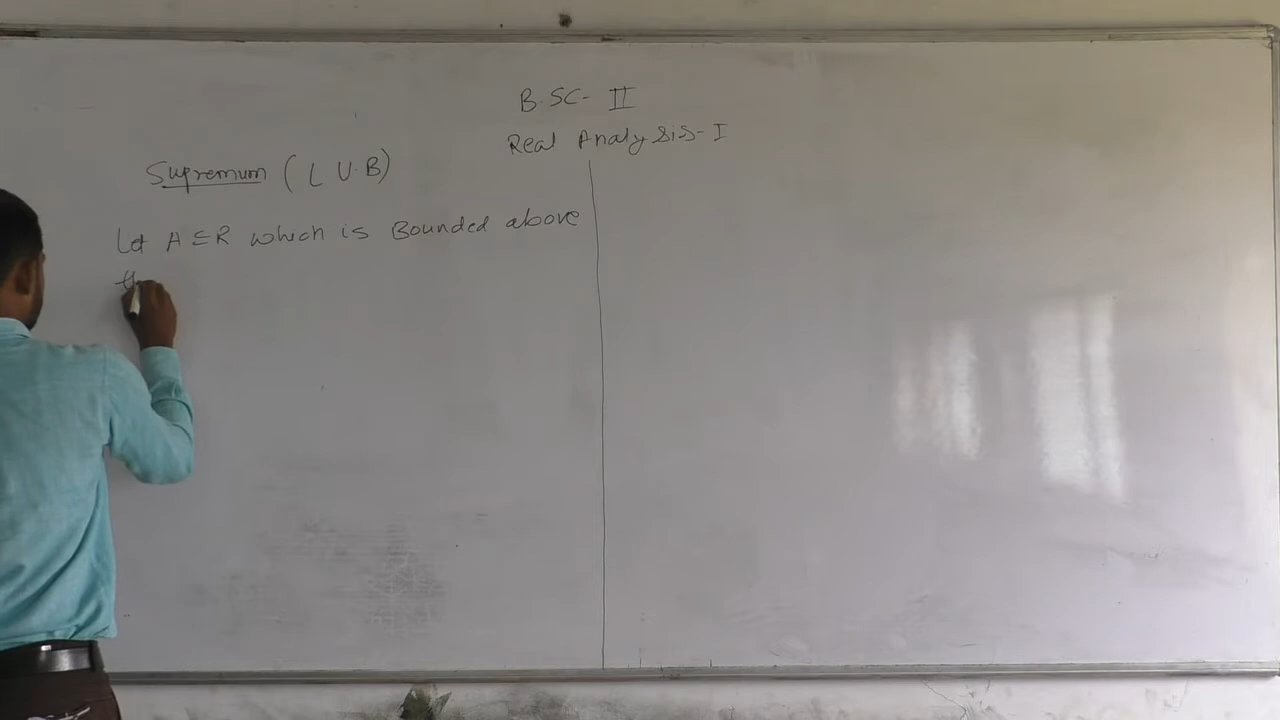 B.SC- II
Real Analysis-I
Supremum (L U.B)
Let A ⊆ R which is Bounded above